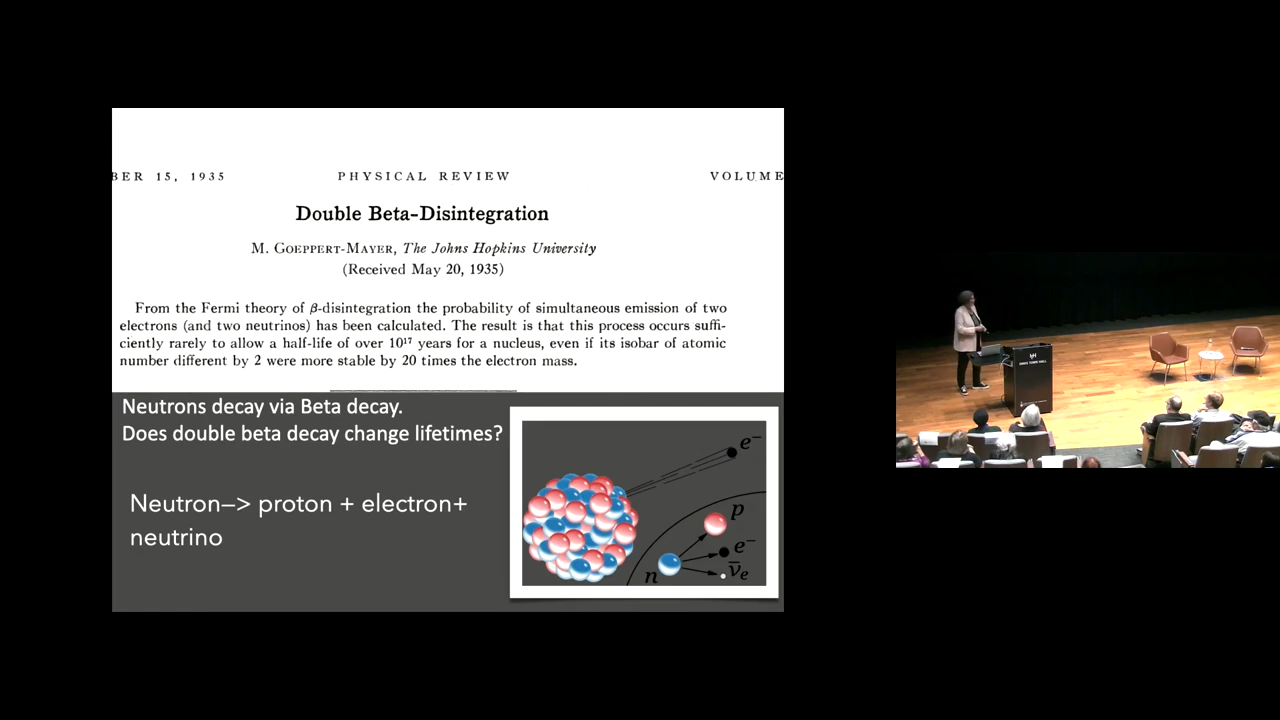 BER 15, 1935 PHYSICAL REVIEW VOLUME
Double Beta-Disintegration
M. GOEPPERT-MAYER, The Johns Hopkins University
(Received May 20, 1935)
From the Fermi theory of β-disintegration the probability of simultaneous emission of two
electrons (and two neutrinos) has been calculated. The result is that this process occurs suffi-
ciently rarely to allow a half-life of over 10¹⁷ years for a nucleus, even if its isobar of atomic
number different by 2 were more stable by 20 times the electron mass.
Neutrons decay via Beta decay.
Does double beta decay change lifetimes?
Neutron—> proton + electron+
neutrino
e⁻
p
e⁻
n
ν̅ₑ